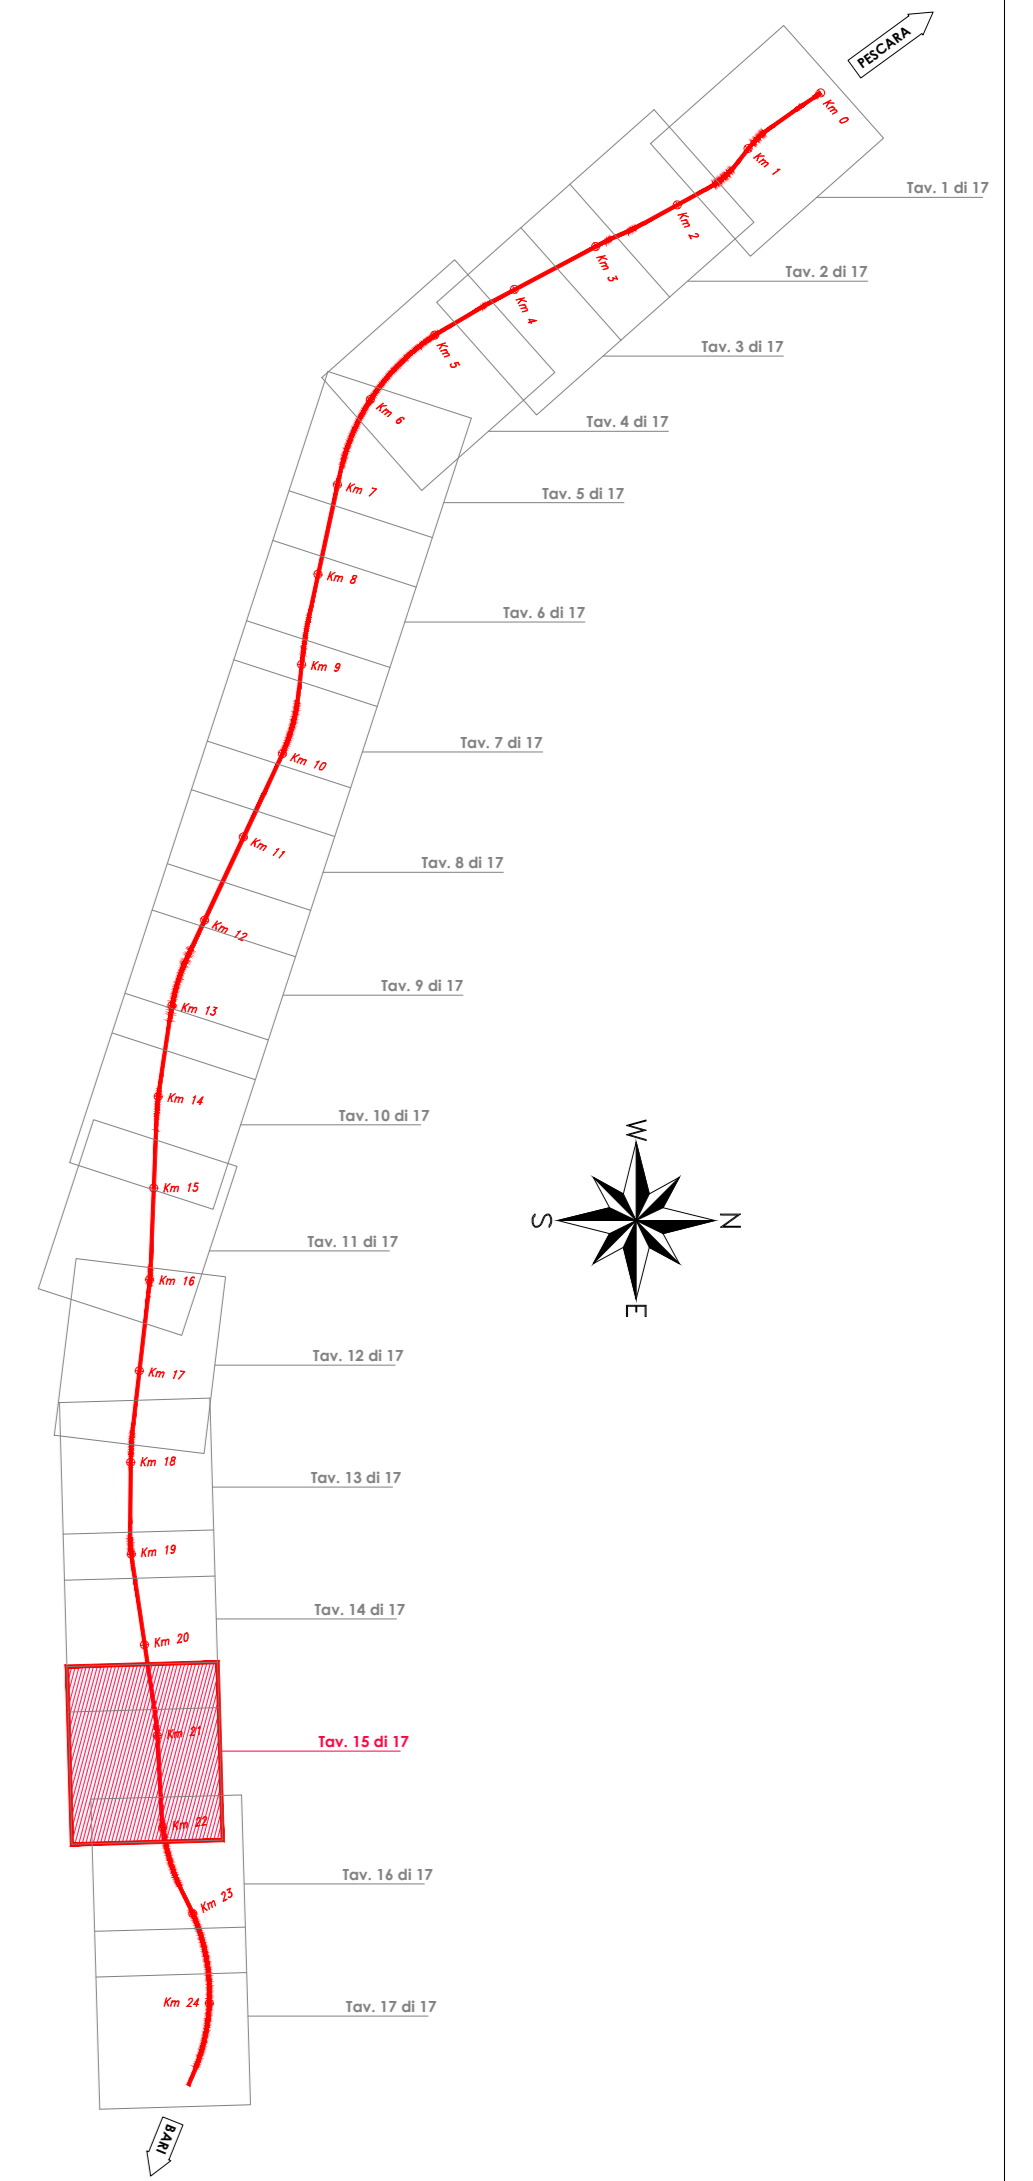 PESCARA
Km 0
Km 1
Tav. 1 di 17
Km 2
Km 3
Tav. 2 di 17
Km 4
Tav. 3 di 17
Km 5
Km 6
Tav. 4 di 17
Km 7
Tav. 5 di 17
Km 8
Tav. 6 di 17
Km 9
Tav. 7 di 17
Km 10
Km 11
Tav. 8 di 17
Km 12
Tav. 9 di 17
Km 13
Km 14
Tav. 10 di 17
W
Km 15
S
N
Tav. 11 di 17
Km 16
E
Tav. 12 di 17
Km 17
Km 18
Tav. 13 di 17
Km 19
Tav. 14 di 17
Km 20
Km 21
Tav. 15 di 17
Km 22
Tav. 16 di 17
Km 23
Km 24
Tav. 17 di 17
BARI